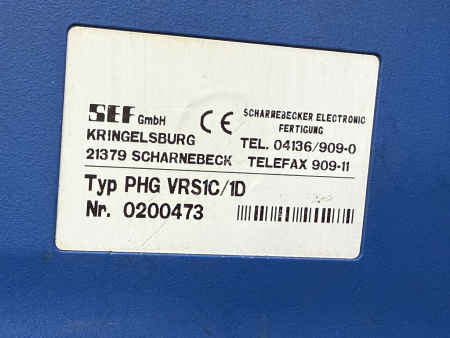 SEF GmbH CE SCHARNEBECKER ELECTRONIC
FERTIGUNG
KRINGELSBURG TEL. 04136/909-0
21379 SCHARNEBECK TELEFAX 909-11
Typ PHG VRS1C/1D
Nr. 0200473